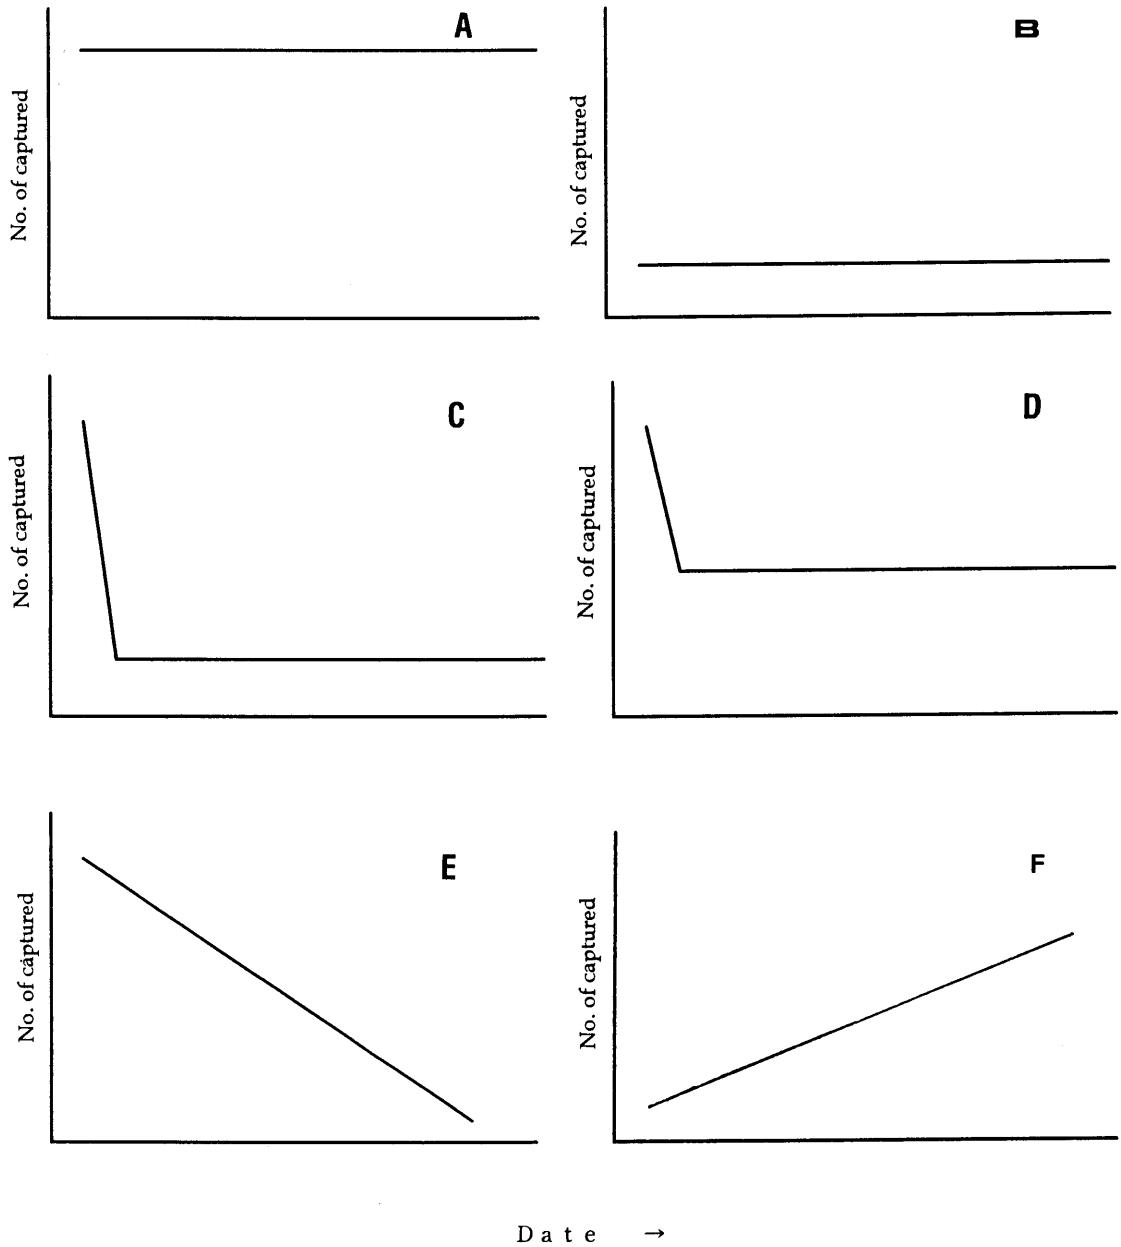 A
No. of captured
B
No. of captured
C
No. of captured
D
No. of captured
E
No. of captured
F
No. of captured
Date →